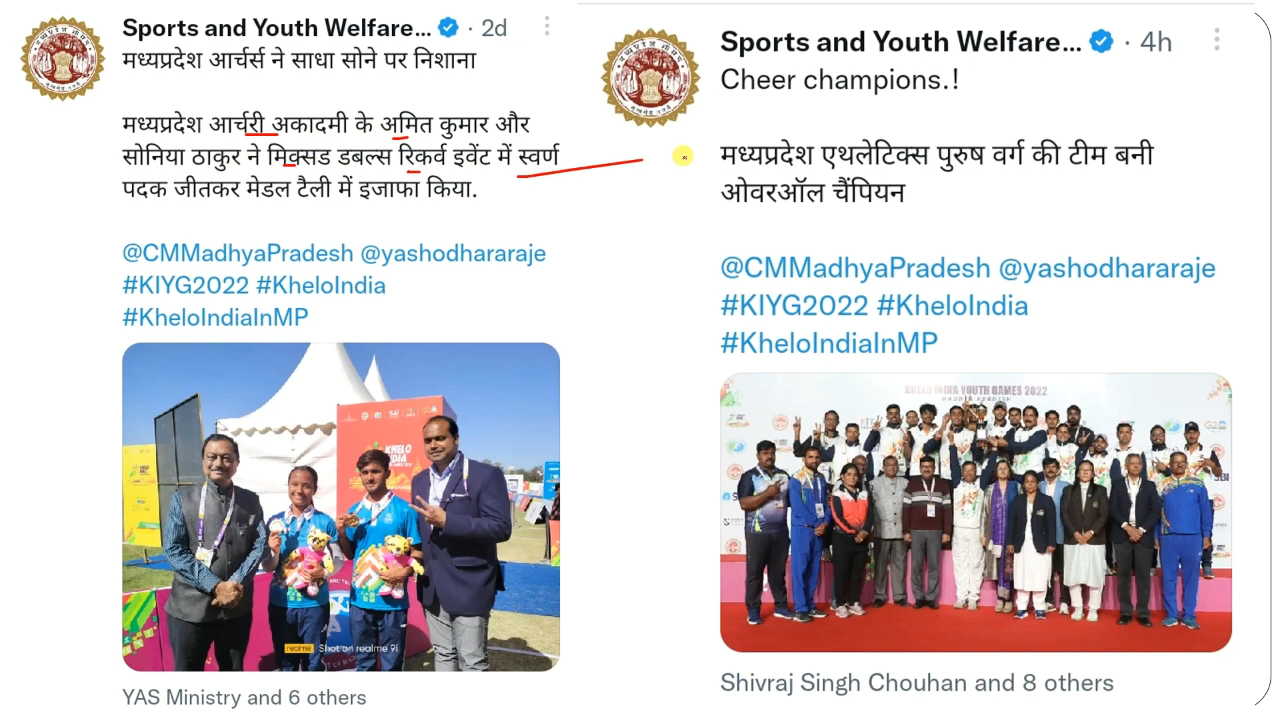 Sports and Youth Welfare... · 2d
मध्यप्रदेश आर्चर्स ने साधा सोने पर निशाना
मध्यप्रदेश आर्चरी अकादमी के अमित कुमार और
सोनिया ठाकुर ने मिक्सड डबल्स रिकर्व इवेंट में स्वर्ण
पदक जीतकर मेडल टैली में इजाफा किया.
@CMMadhyaPradesh @yashodhararaje
#KIYG2022 #KheloIndia
#KheloIndiaInMP
KHELO
INDIA
realme Shot on realme 9i
YAS Ministry and 6 others
Sports and Youth Welfare... · 4h
Cheer champions.!
मध्यप्रदेश एथलेटिक्स पुरुष वर्ग की टीम बनी
ओवरऑल चैंपियन
@CMMadhyaPradesh @yashodhararaje
#KIYG2022 #KheloIndia
#KheloIndiaInMP
KHELO INDIA YOUTH GAMES 2022
MADHYA PRADESH
Shivraj Singh Chouhan and 8 others